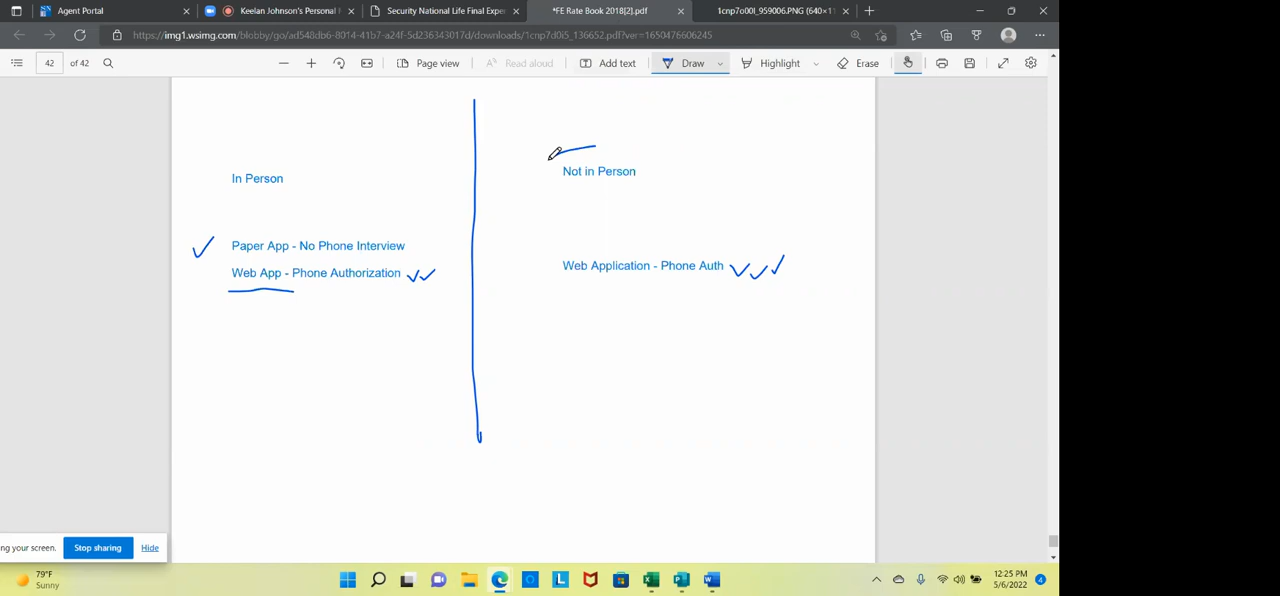 Agent Portal
Keelan Johnson's Personal
Security National Life Final Exper
*FE Rate Book 2018[2].pdf
1cnp7o00l_959006.PNG (640×11
https://img1.wsimg.com/blobby/go/ad548db6-8014-41b7-a24f-5d236343017d/downloads/1cnp7d0i5_136652.pdf?ver=1650476606245
42 of 42
Page view
Read aloud
Add text
Draw
Highlight
Erase
In Person
Paper App - No Phone Interview
Web App - Phone Authorization
Not in Person
Web Application - Phone Auth
ng your screen.
Stop sharing
Hide
79°F
Sunny
12:25 PM
5/6/2022
4